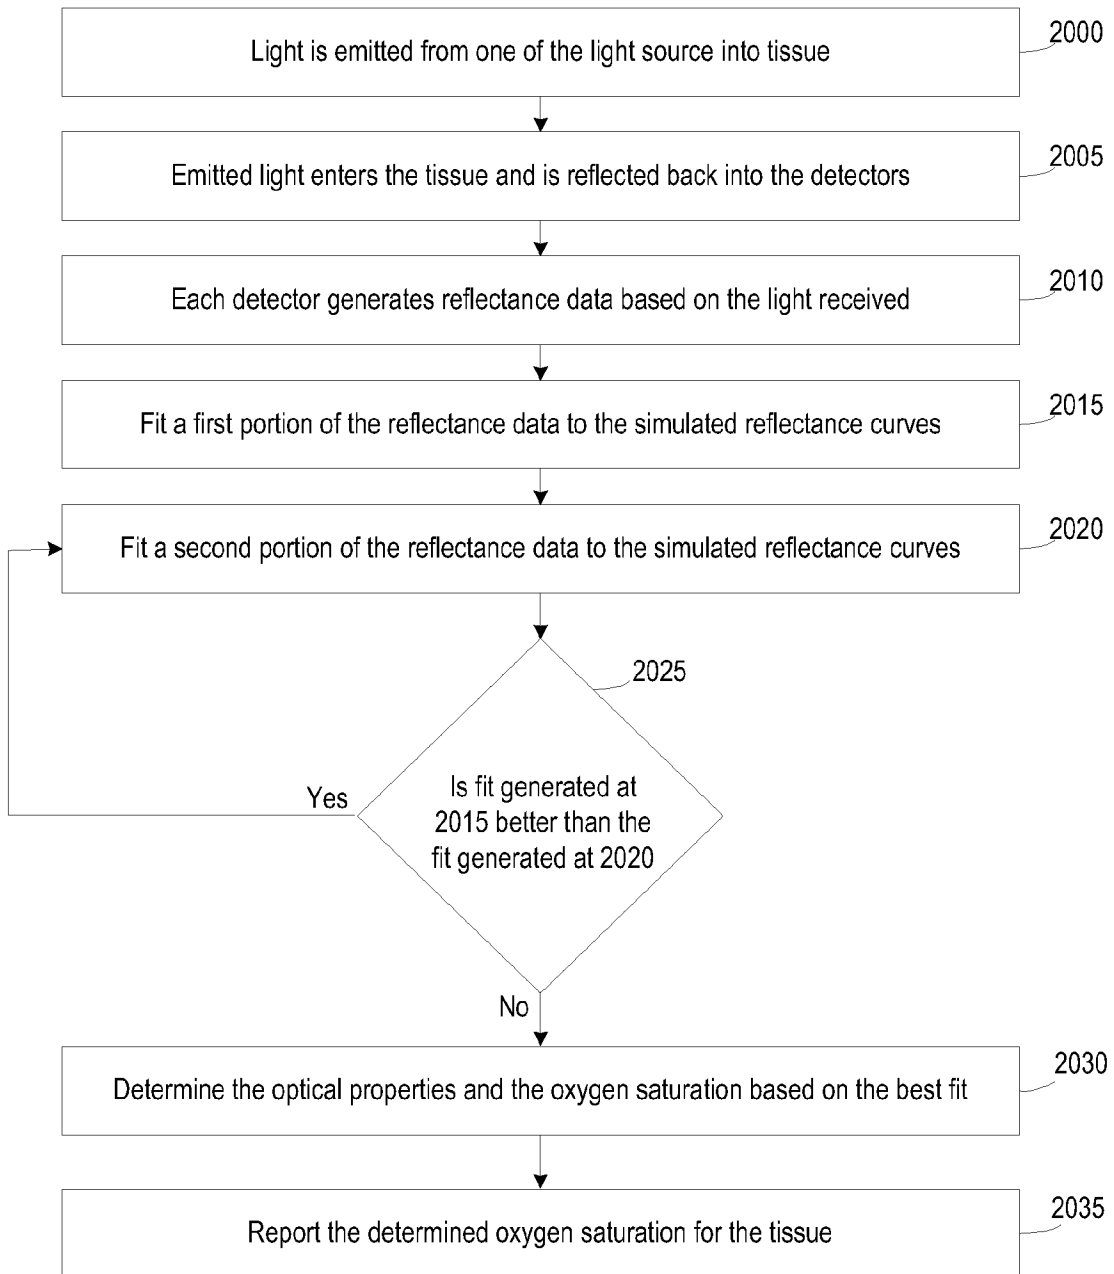 Light is emitted from one of the light source into tissue
2000
Emitted light enters the tissue and is reflected back into the detectors
2005
Each detector generates reflectance data based on the light received
2010
Fit a first portion of the reflectance data to the simulated reflectance curves
2015
Fit a second portion of the reflectance data to the simulated reflectance curves
2020
2025
Is fit generated at
2015 better than the
fit generated at 2020
Yes
No
Determine the optical properties and the oxygen saturation based on the best fit
2030
Report the determined oxygen saturation for the tissue
2035